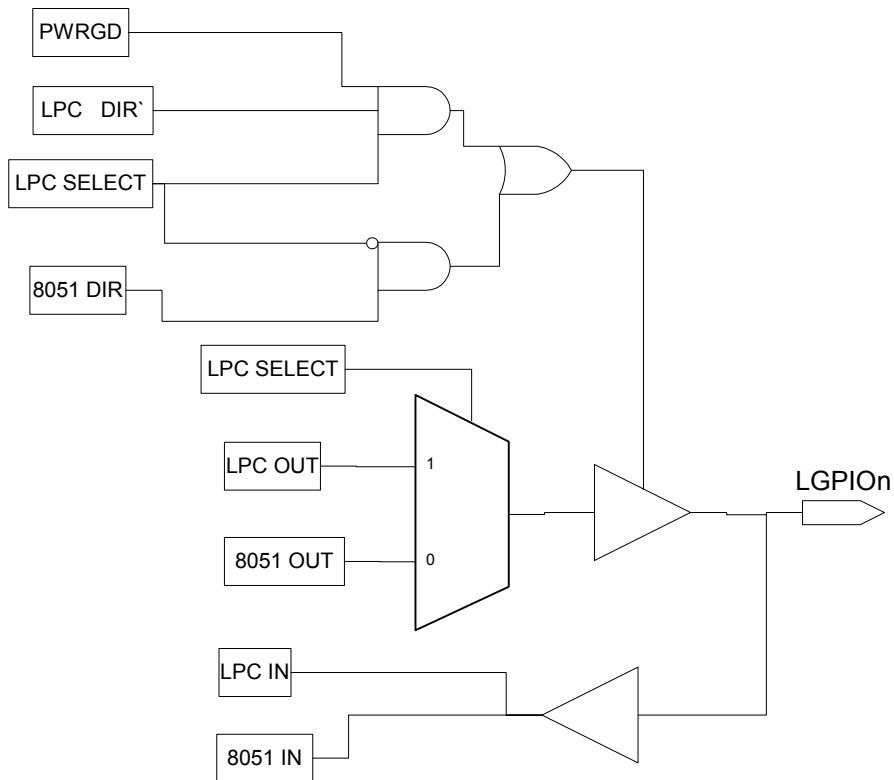 PWRGD
LPC DIR`
LPC SELECT
8051 DIR
LPC SELECT
LPC OUT
1
LGPIOn
8051 OUT
0
LPC IN
8051 IN